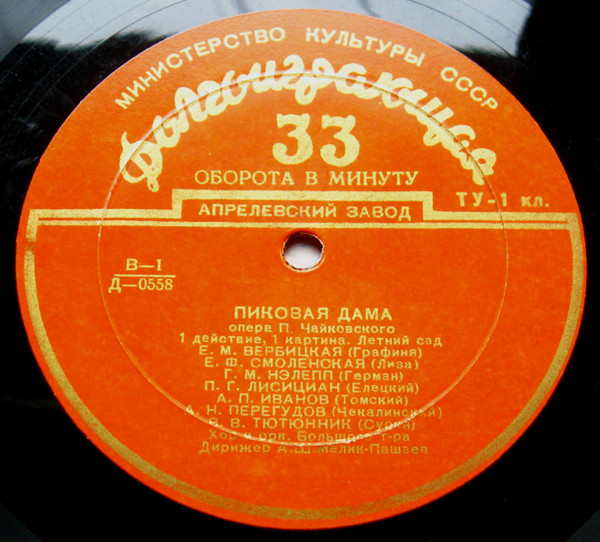 МИНИСТЕРСТВО КУЛЬТУРЫ СССР
Долгоиграющая
33
ОБОРОТА В МИНУТУ
ТУ-1 кл.
АПРЕЛЕВСКИЙ ЗАВОД
В—1
Д—0558
ПИКОВАЯ ДАМА
опера П. Чайковского
1 действие, 1 картина. Летний сад
Е. М. ВЕРБИЦКАЯ (Графиня)
Е. Ф. СМОЛЕНСКАЯ (Лиза)
Г. М. НЭЛЕПП (Герман)
П. Г. ЛИСИЦИАН (Елецкий)
А. П. ИВАНОВ (Томский)
А. Н. ПЕРЕГУДОВ (Чекалинский)
В. В. ТЮТЮННИК (Сурин)
Хор и орк. Большого т-ра
Дирижер А. Ш. Мелик-Пашаев